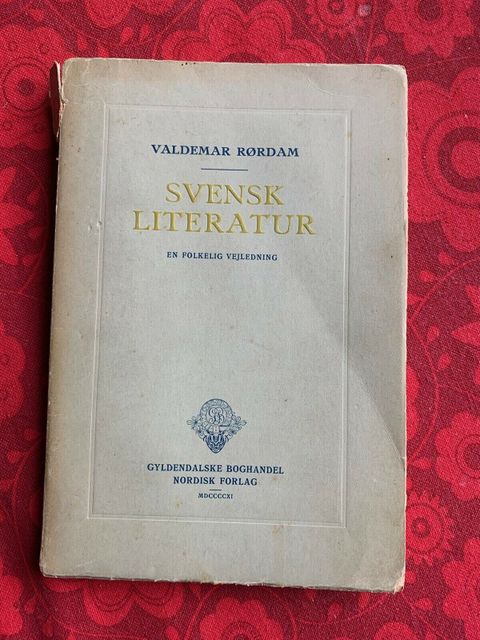 VALDEMAR RØRDAM
SVENSK
LITERATUR
EN FOLKELIG VEJLEDNING
GYLDENDALSKE BOGHANDEL
NORDISK FORLAG
MDCCCCXI